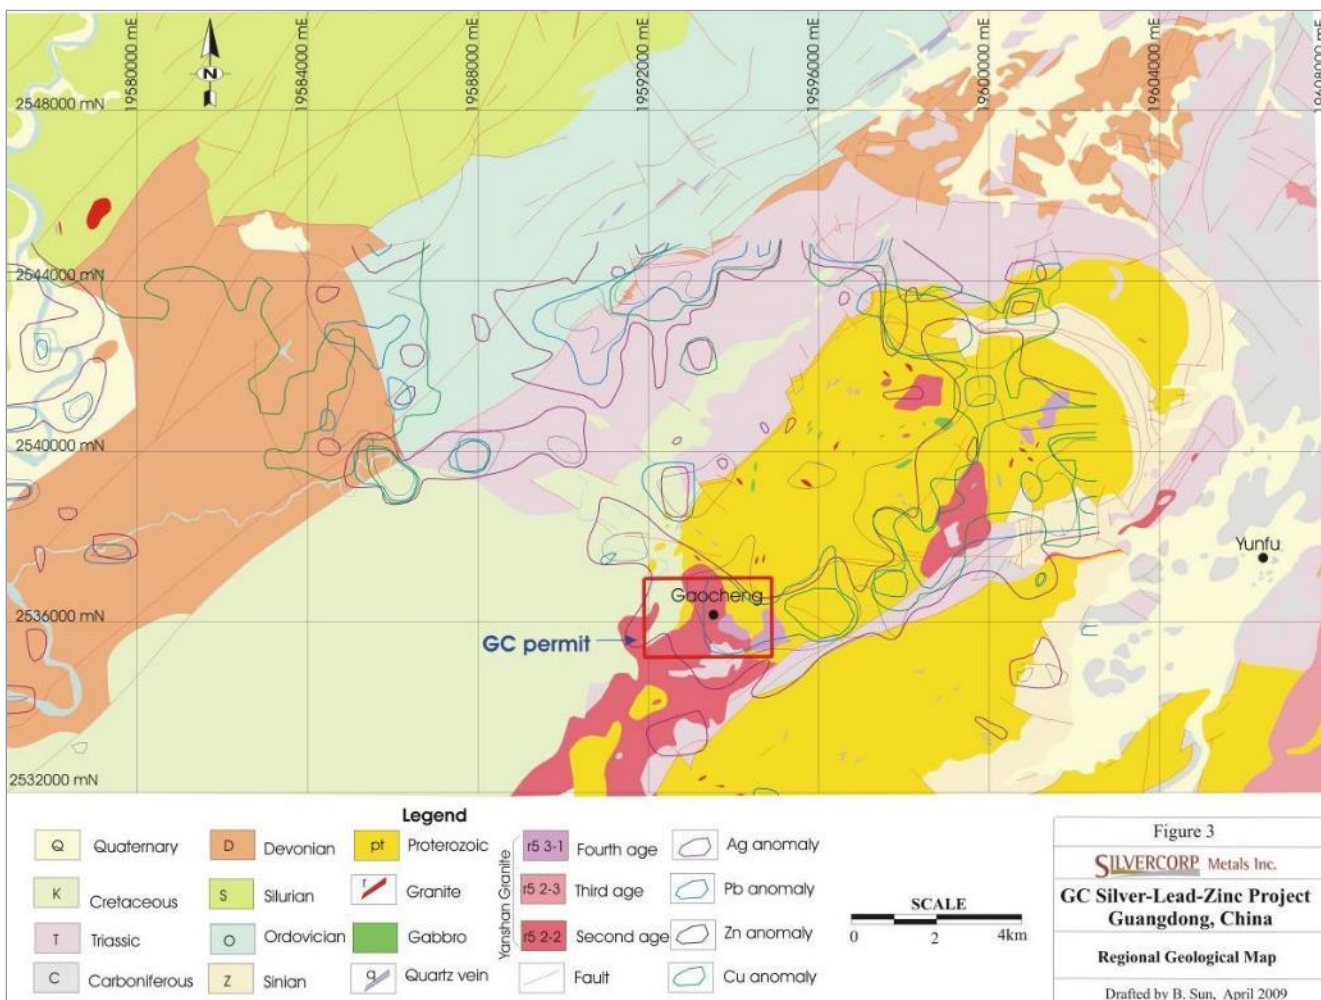 19580000 mE
19584000 mE
19588000 mE
19592000 mE
19596000 mE
19600000 mE
19604000 mE
19608000 mE
N
2548000 mN
2544000 mN
2540000 mN
Yunfu
Gaocheng
2536000 mN
GC permit
2532000 mN
Legend
Q Quaternary
K Cretaceous
T Triassic
C Carboniferous
D Devonian
S Silurian
O Ordovician
Z Sinian
pt Proterozoic
r Granite
Gabbro
q Quartz vein
Yanshan Granite
r5 3-1 Fourth age
r5 2-3 Third age
r5 2-2 Second age
Fault
Ag anomaly
Pb anomaly
Zn anomaly
Cu anomaly
SCALE
0 2 4km
Figure 3
SILVERCORP Metals Inc.
GC Silver-Lead-Zinc Project
Guangdong, China
Regional Geological Map
Drafted by B. Sun, April 2009